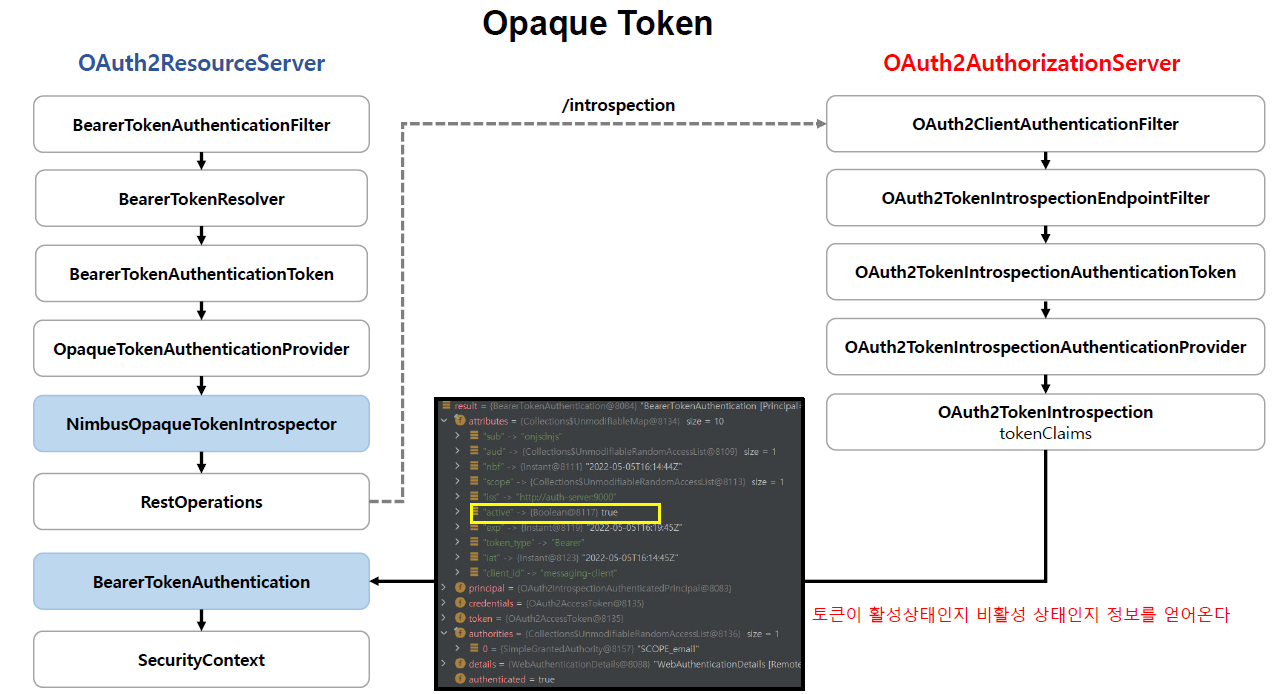 Opaque Token
OAuth2ResourceServer
OAuth2AuthorizationServer
/introspection
BearerTokenAuthenticationFilter
BearerTokenResolver
BearerTokenAuthenticationToken
OpaqueTokenAuthenticationProvider
NimbusOpaqueTokenIntrospector
RestOperations
BearerTokenAuthentication
SecurityContext
OAuth2ClientAuthenticationFilter
OAuth2TokenIntrospectionEndpointFilter
OAuth2TokenIntrospectionAuthenticationToken
OAuth2TokenIntrospectionAuthenticationProvider
OAuth2TokenIntrospection
tokenClaims
result = {BearerTokenAuthentication@8084} "BearerTokenAuthentication [Principal=
attributes = {Collections$UnmodifiableMap@8134} size = 10
"sub" -> "onjsdnjs"
"aud" -> {Collections$UnmodifiableRandomAccessList@8109} size = 1
"nbf" -> {Instant@8111} "2022-05-05T16:14:44Z"
"scope" -> {Collections$UnmodifiableRandomAccessList@8113} size = 1
"iss" -> "http://auth-server:9000"
"active" -> {Boolean@8117} true
"exp" -> {Instant@8119} "2022-05-05T16:19:45Z"
"token_type" -> "Bearer"
"iat" -> {Instant@8123} "2022-05-05T16:14:45Z"
"client_id" -> "messaging-client"
principal = {OAuth2IntrospectionAuthenticatedPrincipal@8083}
credentials = {OAuth2AccessToken@8135}
token = {OAuth2AccessToken@8135}
authorities = {Collections$UnmodifiableRandomAccessList@8136} size = 1
0 = {SimpleGrantedAuthority@8157} "SCOPE_email"
details = {WebAuthenticationDetails@8088} "WebAuthenticationDetails [Remote
authenticated = true
토큰이 활성상태인지 비활성 상태인지 정보를 얻어온다